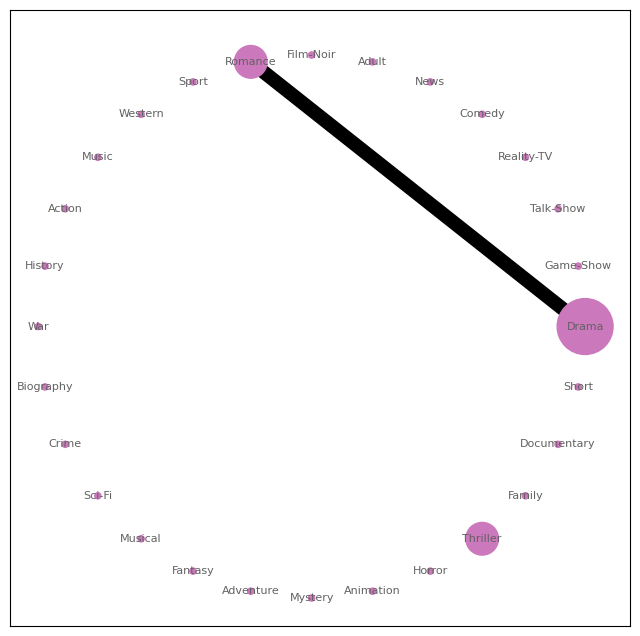 Film-Noir
Romance
Adult
Sport
News
Western
Comedy
Music
Reality-TV
Action
Talk-Show
History
Game-Show
War
Drama
Biography
Short
Crime
Documentary
Sci-Fi
Family
Musical
Thriller
Fantasy
Horror
Adventure
Animation
Mystery